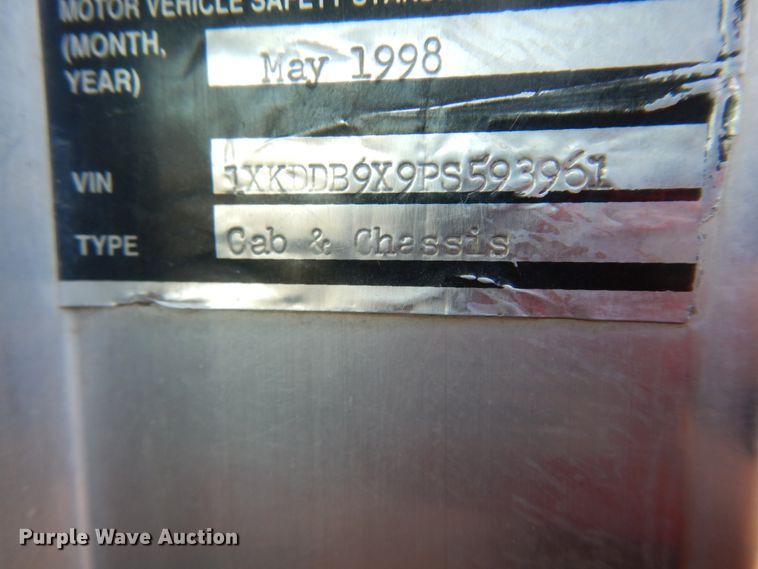 MOTOR VEHICLE SAFETY
(MONTH, YEAR) May 1998
VIN 1XKDDB9X9PS593961
TYPE Cab & Chassis
Purple Wave Auction